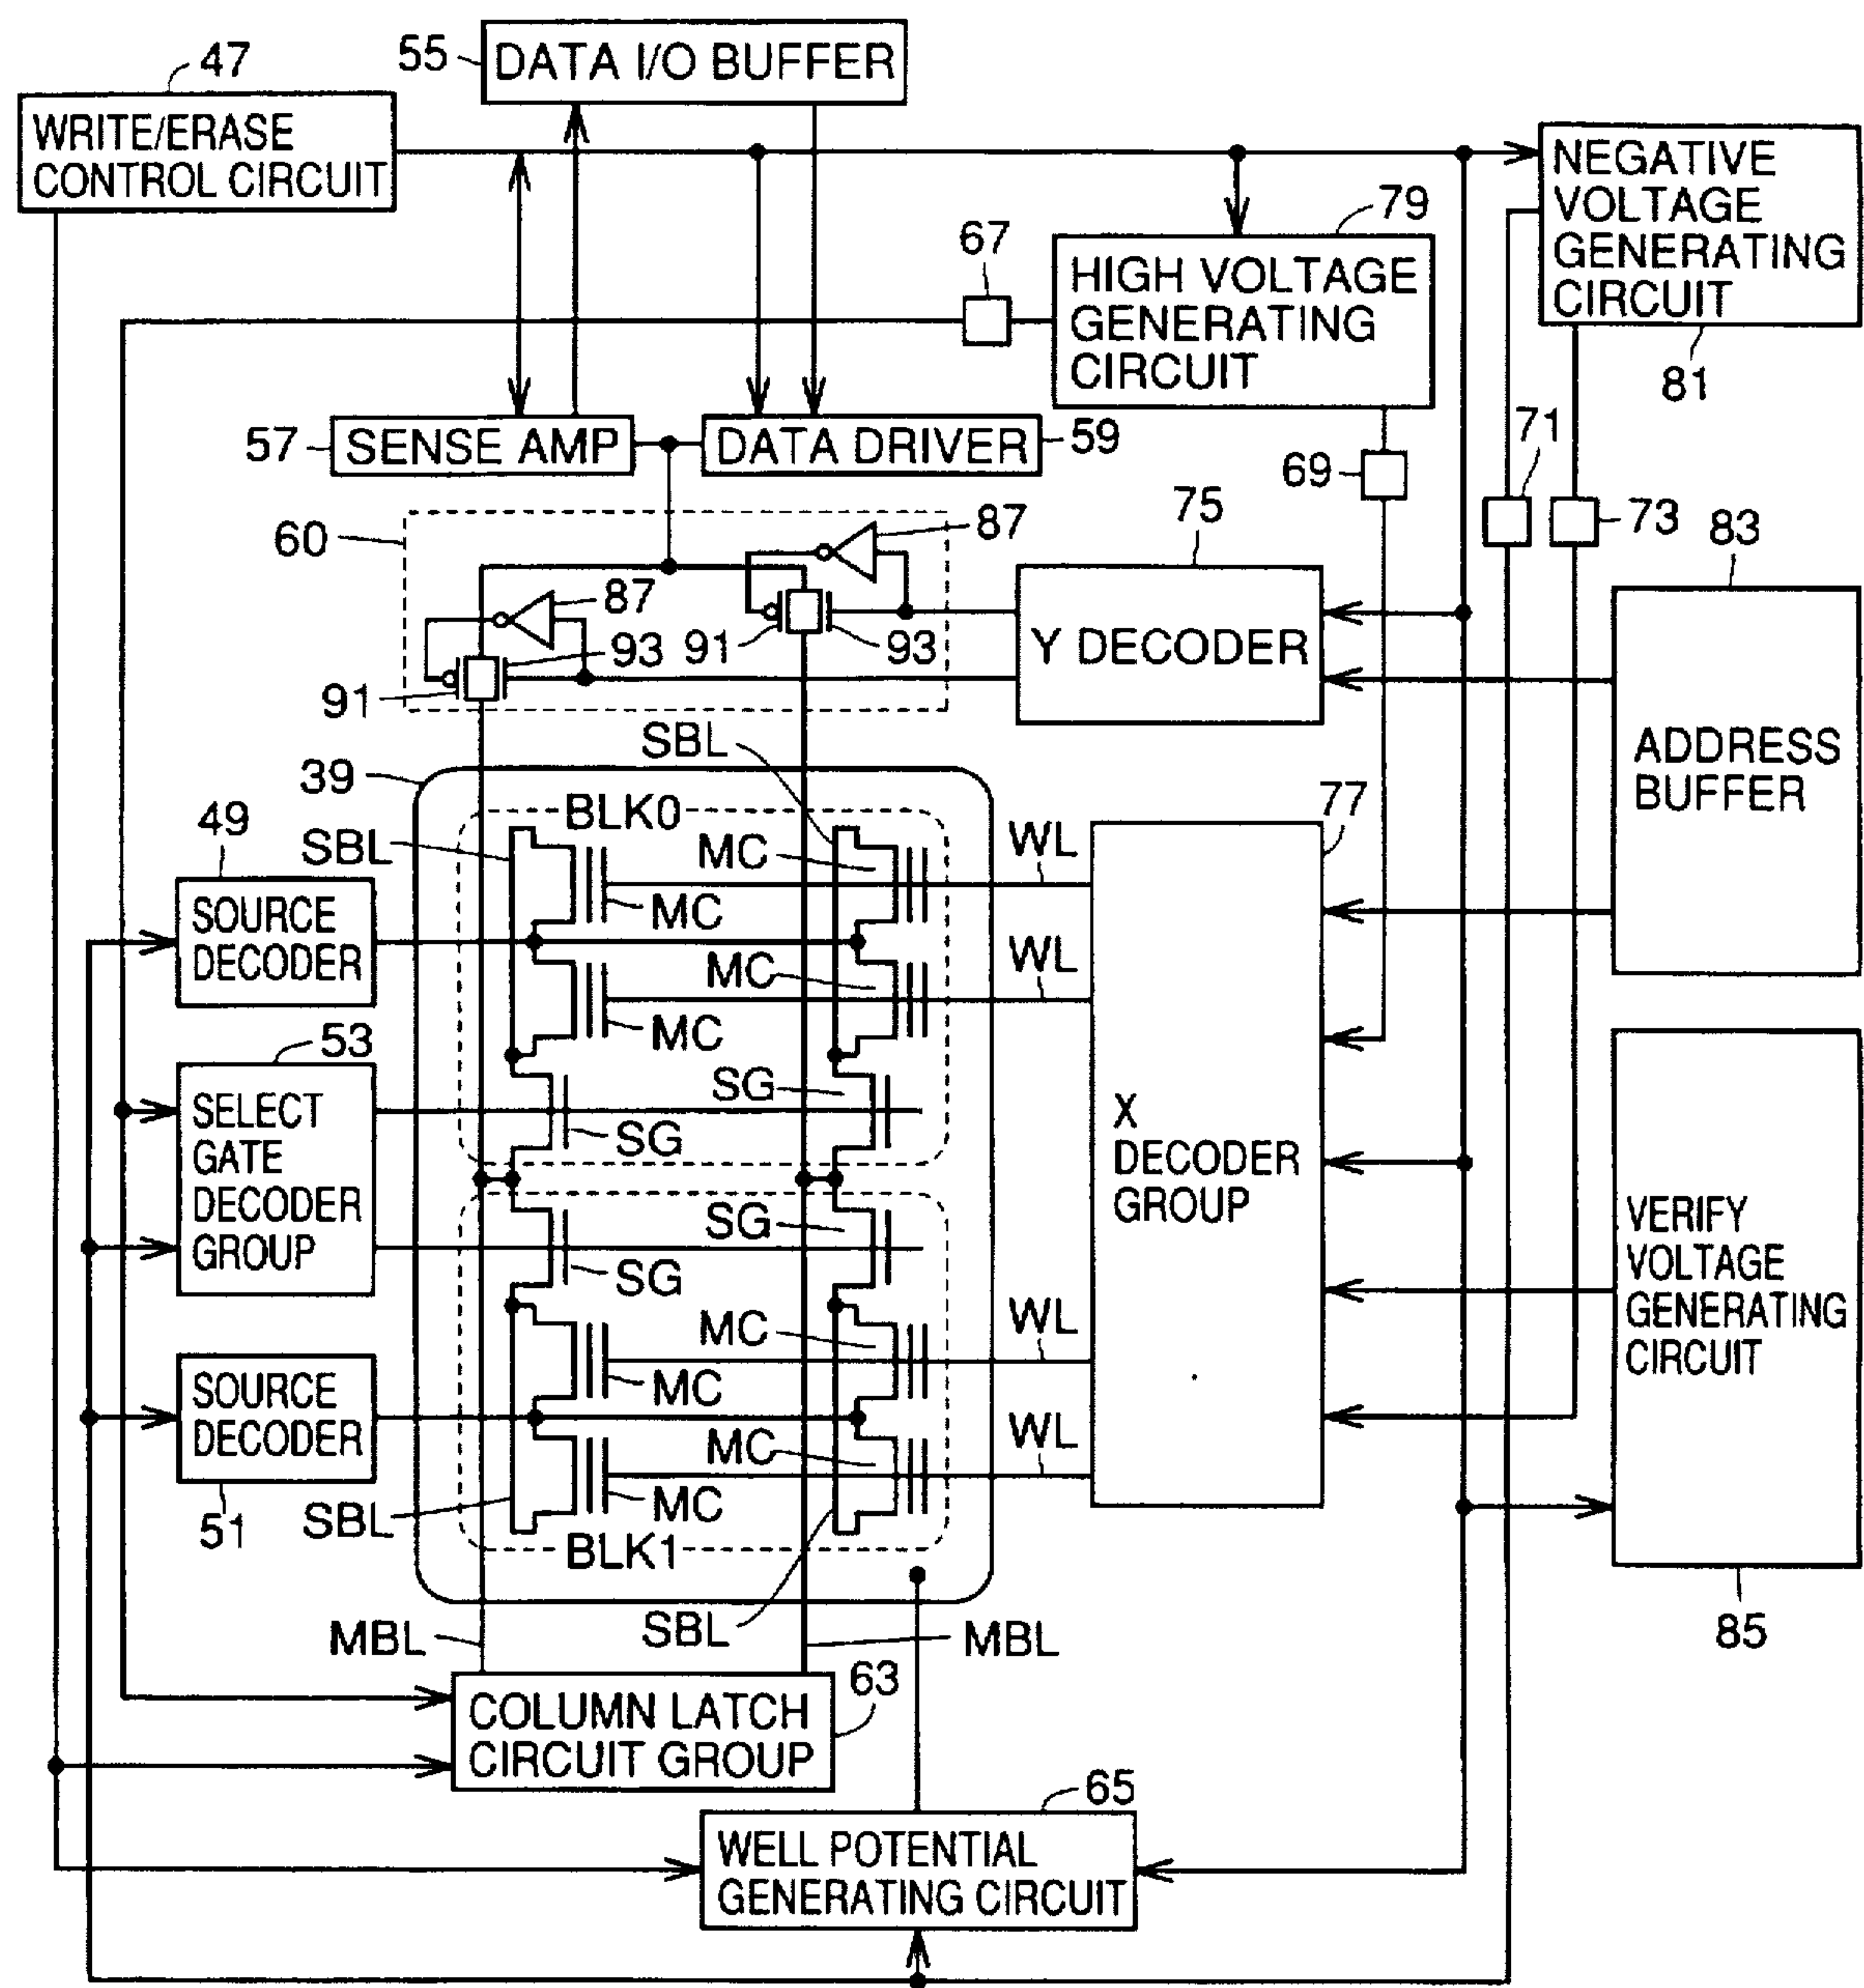 47
55
DATA I/O BUFFER
WRITE/ERASE
CONTROL CIRCUIT
NEGATIVE
VOLTAGE
GENERATING
CIRCUIT
81
79
67
HIGH VOLTAGE
GENERATING
CIRCUIT
57
SENSE AMP
DATA DRIVER
59
69
71
73
60
87
75
83
87
93
91
93
91
Y DECODER
ADDRESS
BUFFER
SBL
39
BLK0
77
49
SBL
MC
WL
SOURCE
DECODER
MC
MC
WL
MC
53
SG
SELECT
GATE
DECODER
GROUP
SG
X
DECODER
GROUP
SG
SG
VERIFY
VOLTAGE
GENERATING
CIRCUIT
MC
WL
SOURCE
DECODER
MC
MC
WL
MC
51
SBL
BLK1
85
MBL
SBL
MBL
63
COLUMN LATCH
CIRCUIT GROUP
65
WELL POTENTIAL
GENERATING CIRCUIT